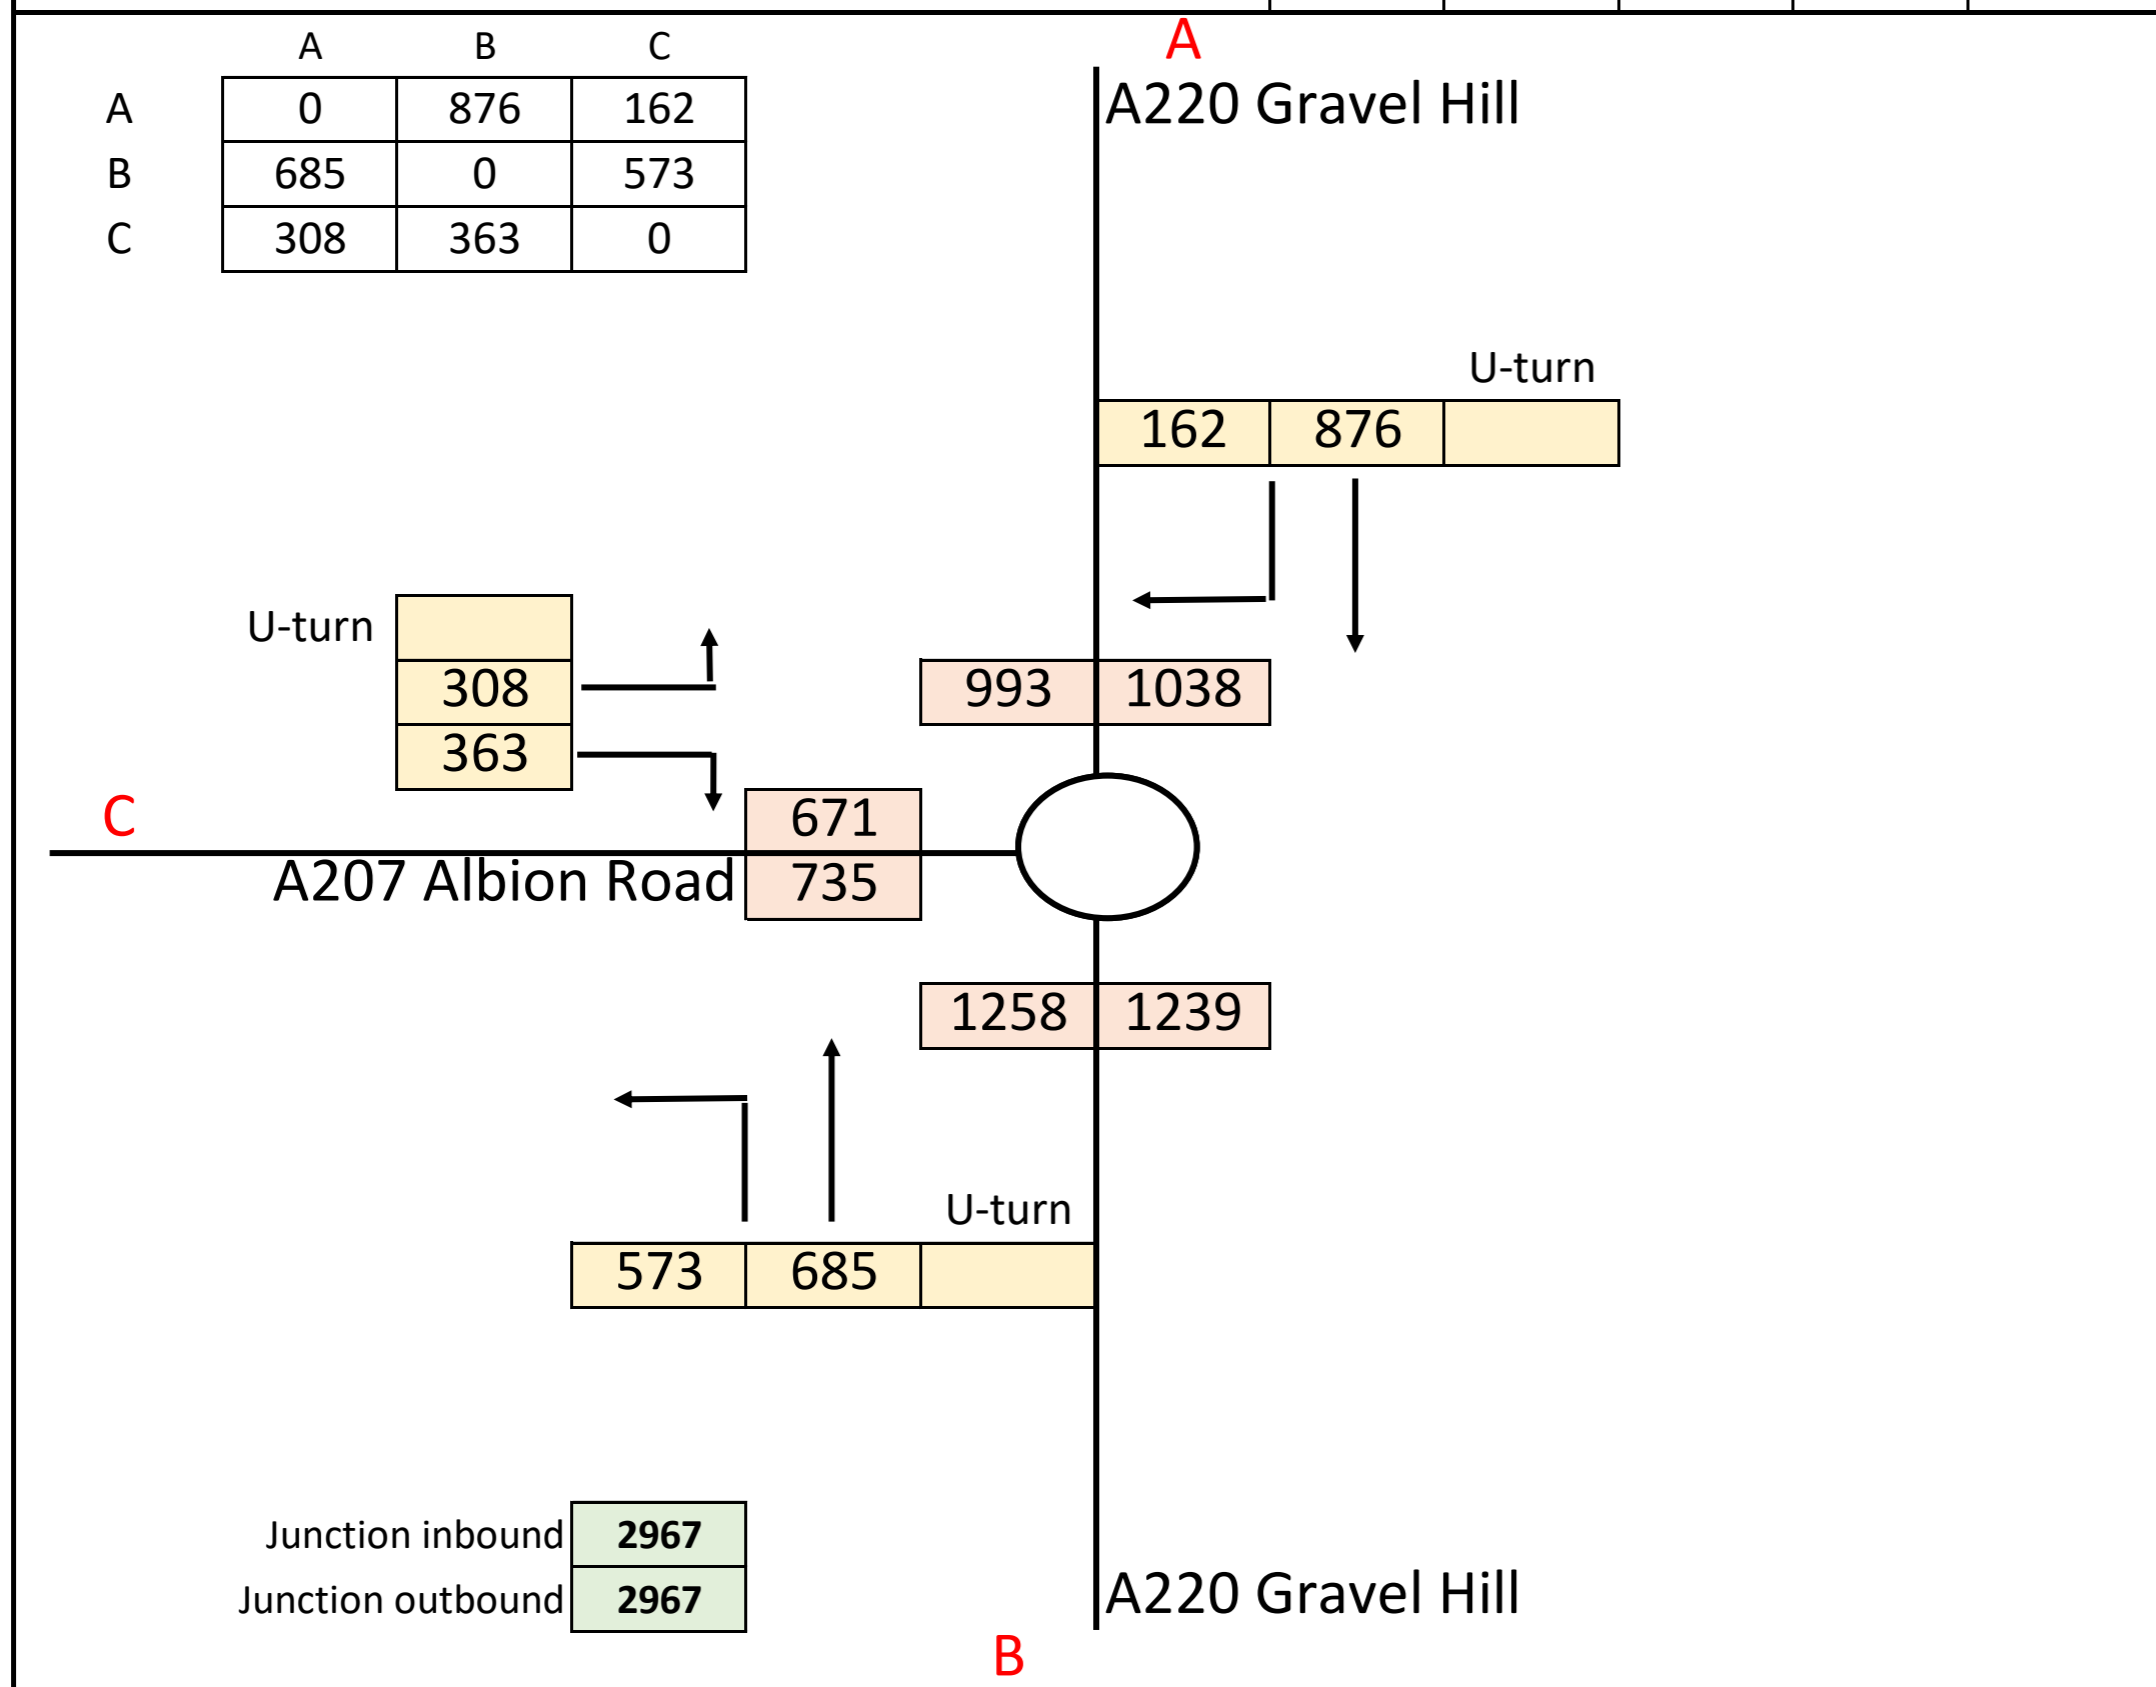 A
A B C
A220 Gravel Hill
A 0 876 162
B 685 0 573
C 308 363 0
U-turn
162 876
U-turn
308
993 1038
363
C
671
A207 Albion Road 735
1258 1239
U-turn
573 685
Junction inbound 2967
Junction outbound 2967
A220 Gravel Hill
B